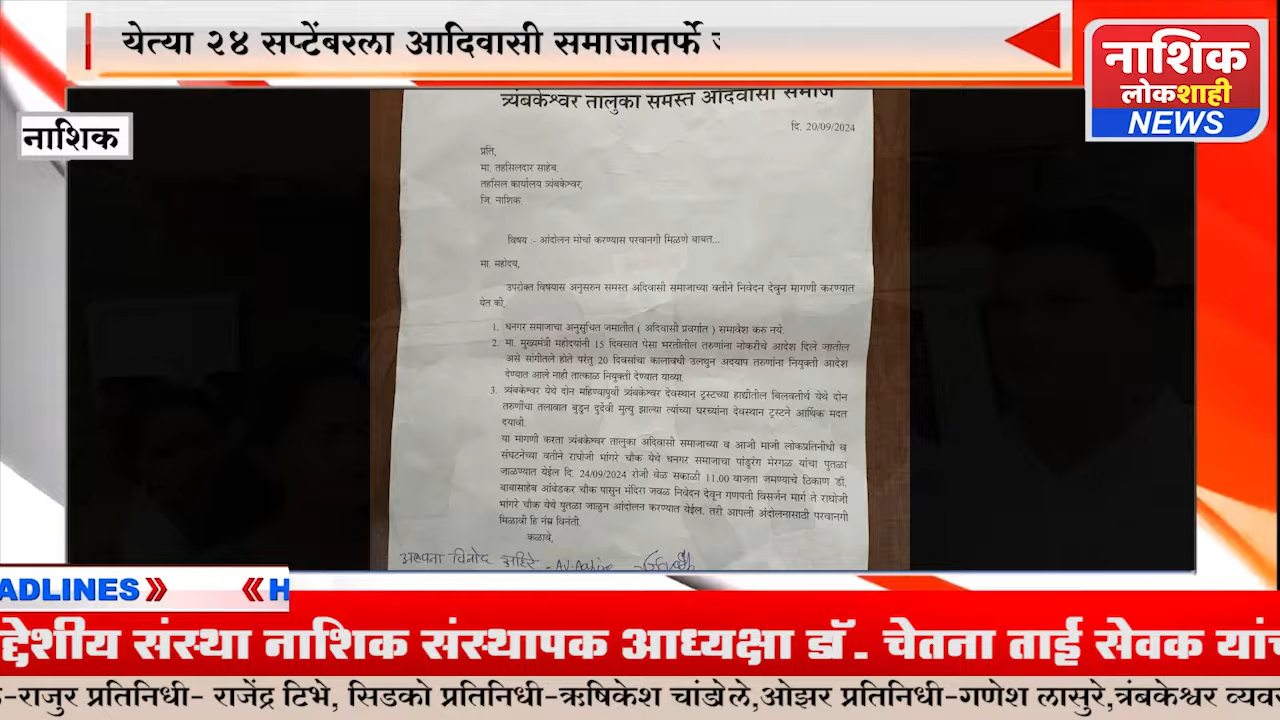 येत्या २४ सप्टेंबरला आदिवासी समाजातर्फे
नाशिक
लोकशाही
NEWS
नाशिक
त्र्यंबकेश्वर तालुका समस्त आदिवासी समाज
दि. 20/09/2024
प्रति,
मा. तहसिलदार साहेब
तहसिल कार्यालय त्र्यंबकेश्वर,
जि. नाशिक.
विषय :- आंदोलन मोर्चा करण्यास परवानगी मिळणे बाबत...
मा. महोदय,
उपरोक्त विषयास अनुसरुन समस्त अदिवासी समाजाच्या वतीने निवेदन देवुन मागणी करण्यात
येत की,
1. धनगर समाजाचा अनुसुचित जमातीत ( अदिवासी प्रवर्गात ) समावेश करु नये.
2. मा. मुख्यमंत्री महोदयांनी 15 दिवसात पेसा भरतीतील तरुणांना नोकरीचे आदेश दिले जातील
असे सांगीतले होते परंतु 20 दिवसांचा कालावधी उलथुन अदयाप तरुणांना नियुक्ती आदेश
देण्यात आले नाही तात्काळ नियुक्ती देण्यात याव्या.
3. त्र्यंबकेश्वर येथे दोन महिण्यापुर्वी त्र्यंबकेश्वर देवस्थान ट्रस्टच्या हाद्दीतील बिलवतीर्थ येथे दोन
तरुणींचा तलावात बुडुन दुर्देवी मृत्यु झाल्या त्यांच्या घरच्यांना देवस्थान ट्रस्टने आर्थिक मदत
दयावी.
या मागणी करता त्र्यंबकेश्वर तालुका अदिवासी समाजाच्या व आजी माजी लोकप्रतिनीधी व
संघटनेच्या वतीने राघोजी भांगरे चौक येथे धनगर समाजाचा पांडुरंग मेरगळ यांचा पुतळा
जाळण्यात येईल दि. 24/09/2024 रोजी वेळ सकाळी 11.00 वाजता जमण्याचे ठिकाण डॉ.
बाबासाहेब आंबेडकर चौक पासुन मंदिरा जवळ निवेदन देवून गणपती विसर्जन मार्ग ते राघोजी
भांगरे चौक येथे पुतळा जाळून आंदोलन करण्यात येईल. तरी आपली अंदोलनासाठी परवानगी
मिळावी हि नंम्र विनंती.
कळावे,
विनोद अहिरे
ADLINES
द्देशीय संस्था नाशिक संस्थापक आध्यक्षा डॉ. चेतना ताई सेवक यांच
-राजुर प्रतिनिधी- राजेंद्र टिभे, सिडको प्रतिनिधी-ऋषिकेश चांडोले,ओझर प्रतिनिधी-गणेश लासुरे,त्रंबकेश्वर व्यव